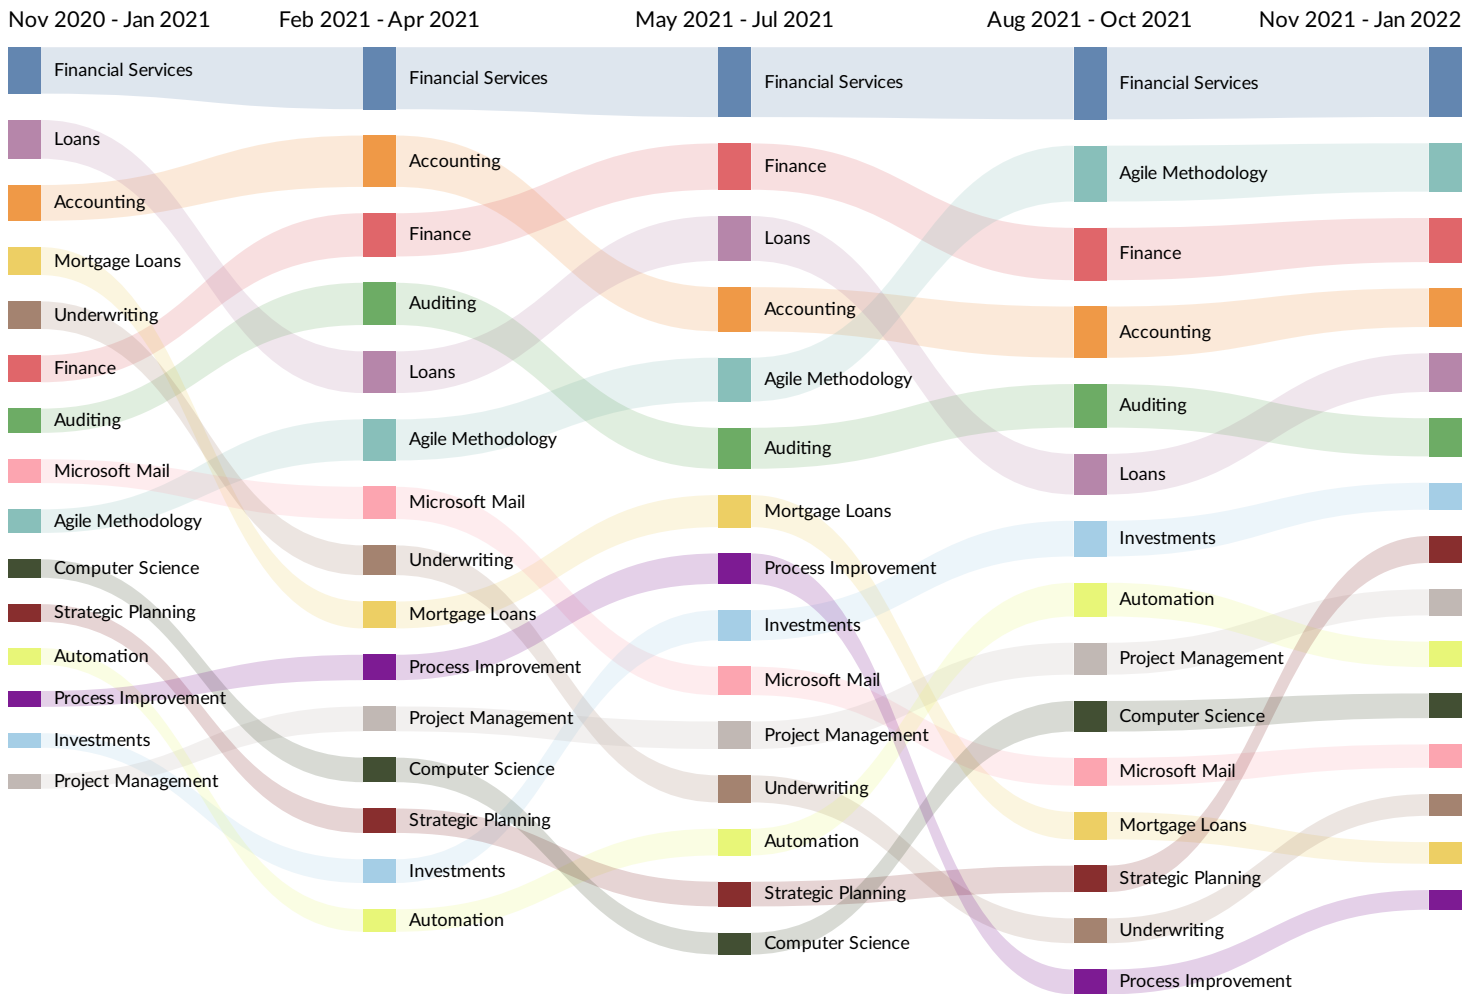 Nov 2020 - Jan 2021
Feb 2021 - Apr 2021
May 2021 - Jul 2021
Aug 2021 - Oct 2021
Nov 2021 - Jan 2022
Financial Services
Loans
Accounting
Mortgage Loans
Underwriting
Finance
Auditing
Microsoft Mail
Agile Methodology
Computer Science
Strategic Planning
Automation
Process Improvement
Investments
Project Management
Financial Services
Accounting
Finance
Auditing
Loans
Agile Methodology
Microsoft Mail
Underwriting
Mortgage Loans
Process Improvement
Project Management
Computer Science
Strategic Planning
Investments
Automation
Financial Services
Finance
Loans
Accounting
Agile Methodology
Auditing
Mortgage Loans
Process Improvement
Investments
Microsoft Mail
Project Management
Underwriting
Automation
Strategic Planning
Computer Science
Financial Services
Agile Methodology
Finance
Accounting
Auditing
Loans
Investments
Automation
Project Management
Computer Science
Microsoft Mail
Mortgage Loans
Strategic Planning
Underwriting
Process Improvement